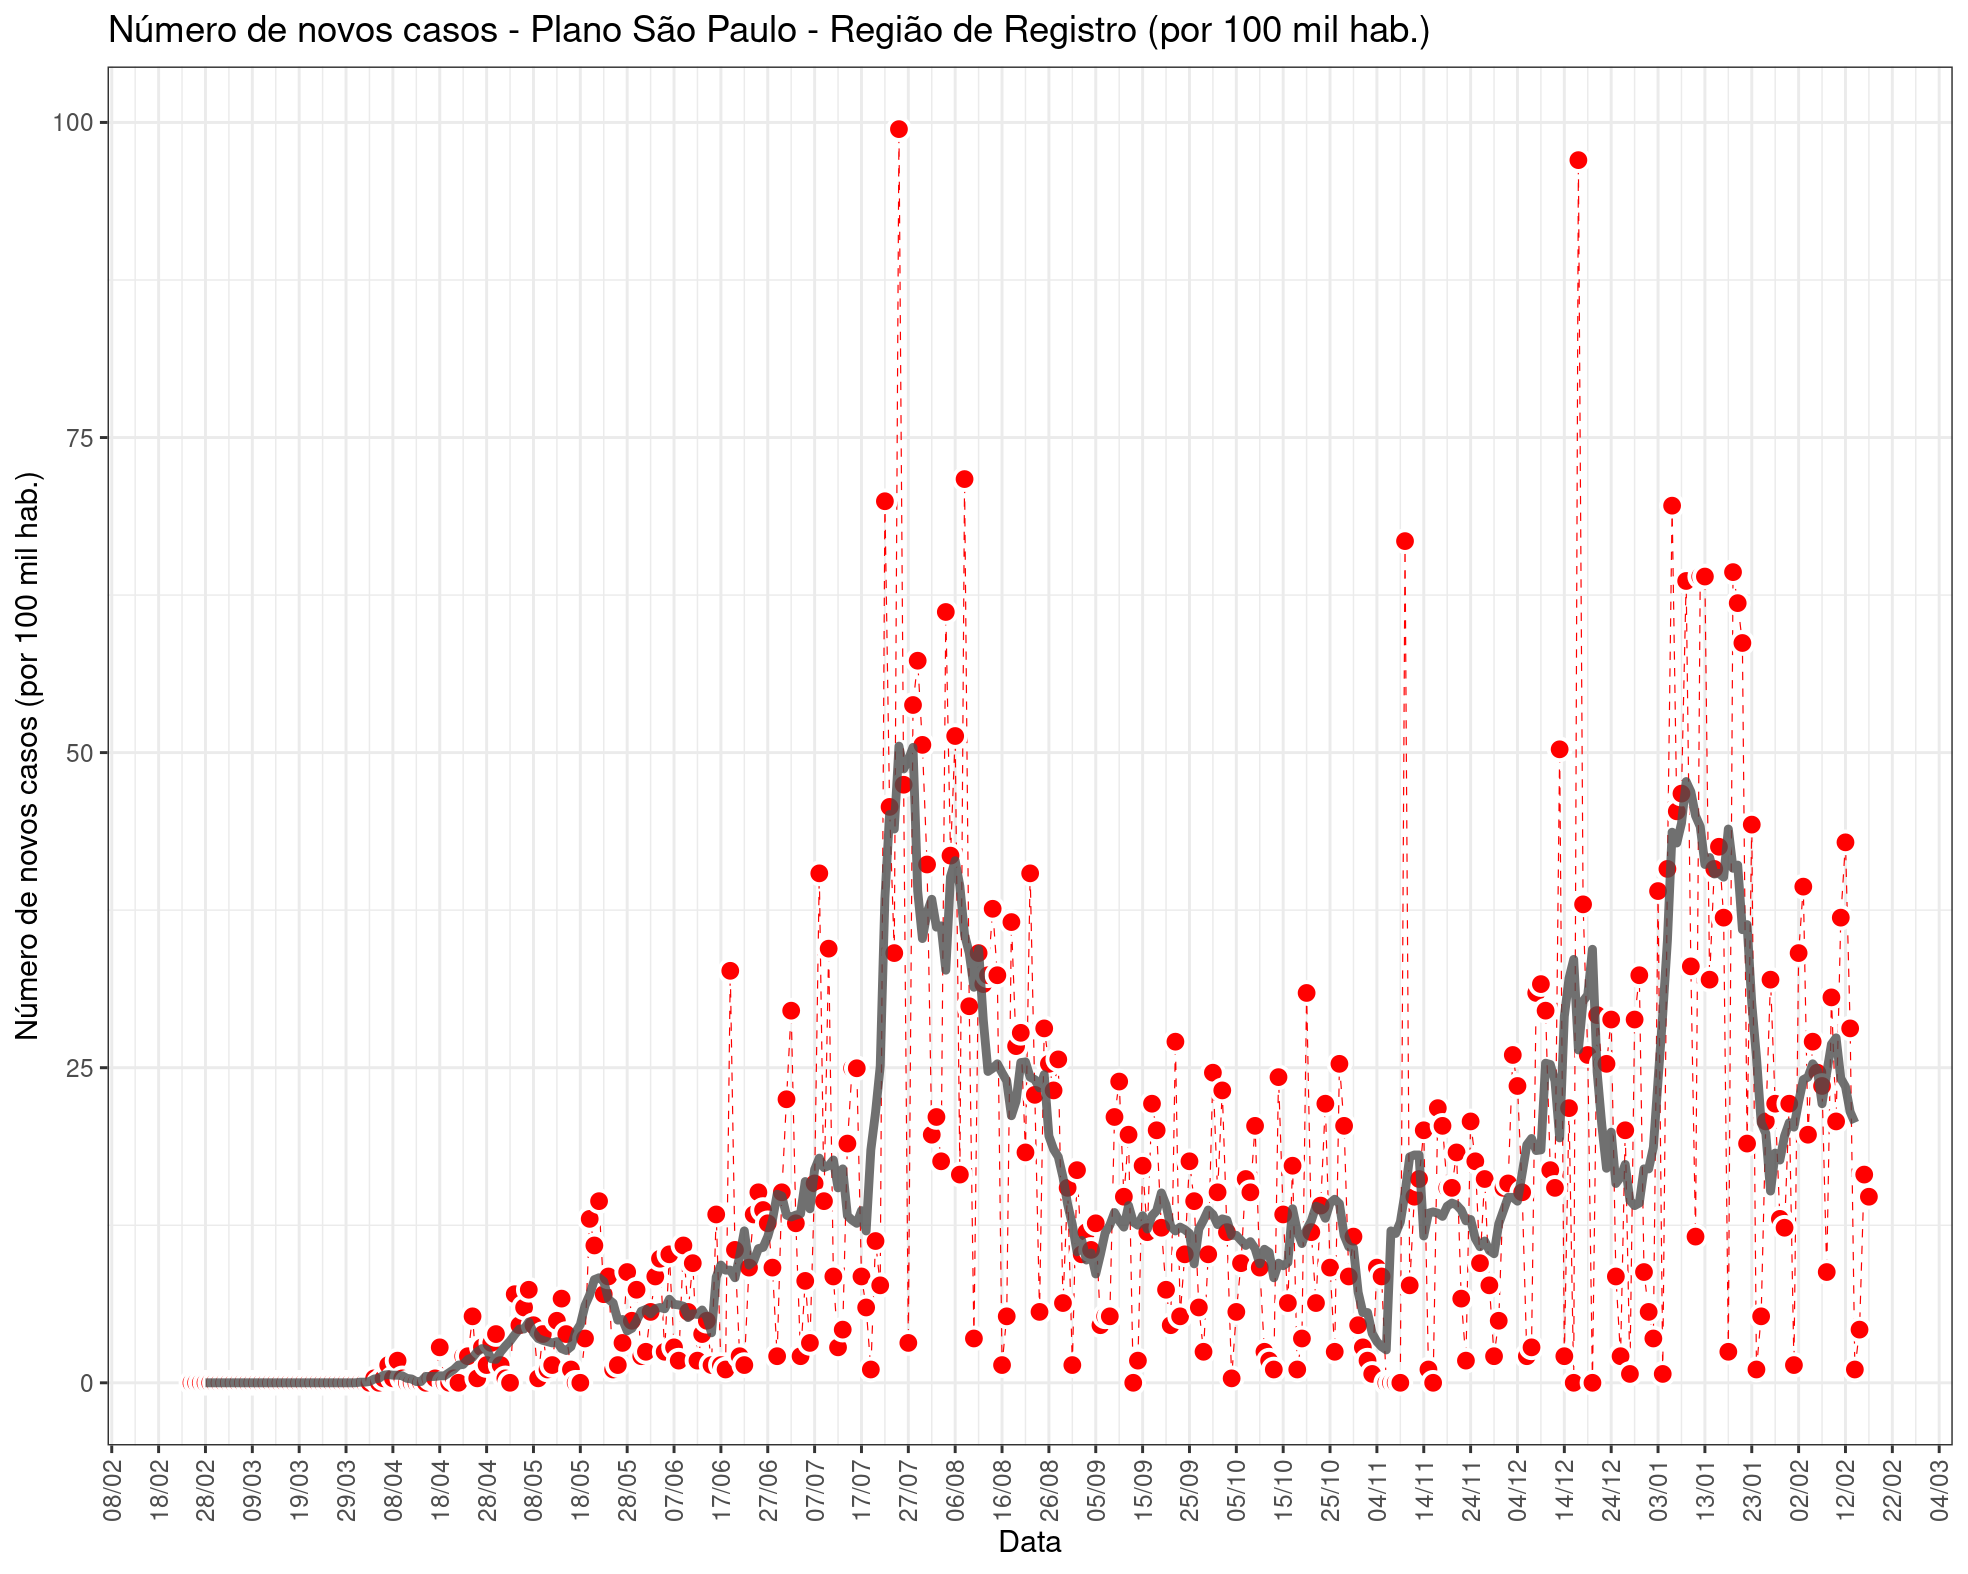 Número de novos casos - Plano São Paulo - Região de Registro (por 100 mil hab.)
Número de novos casos (por 100 mil hab.)
100
75
50
25
0
08/02 18/02 28/02 09/03 19/03 29/03 08/04 18/04 28/04 08/05 18/05 28/05 07/06 17/06 27/06 07/07 17/07 27/07 06/08 16/08 26/08 05/09 15/09 25/09 05/10 15/10 25/10 04/11 14/11 24/11 04/12 14/12 24/12 03/01 13/01 23/01 02/02 12/02 22/02 04/03
Data